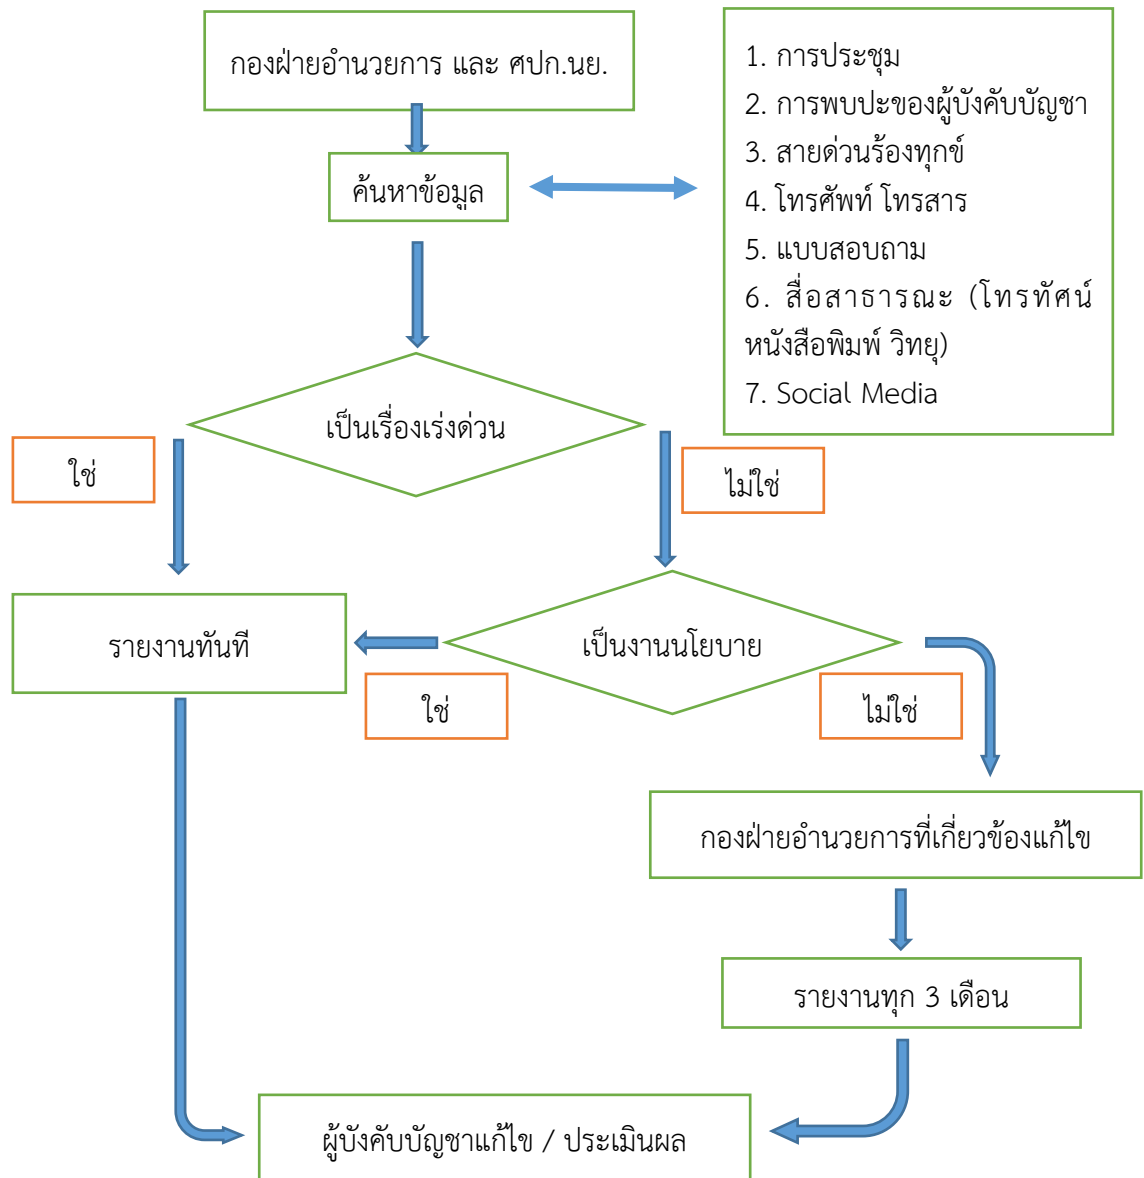 กองฝ่ายอำนวยการ และ ศปก.นย.
ค้นหาข้อมูล
1. การประชุม
2. การพบปะของผู้บังคับบัญชา
3. สายด่วนร้องทุกข์
4. โทรศัพท์ โทรสาร
5. แบบสอบถาม
6. สื่อสาธารณะ (โทรทัศน์
หนังสือพิมพ์ วิทยุ)
7. Social Media
เป็นเรื่องเร่งด่วน
ใช่
ไม่ใช่
รายงานทันที
เป็นงานนโยบาย
ใช่
ไม่ใช่
กองฝ่ายอำนวยการที่เกี่ยวข้องแก้ไข
รายงานทุก 3 เดือน
ผู้บังคับบัญชาแก้ไข / ประเมินผล